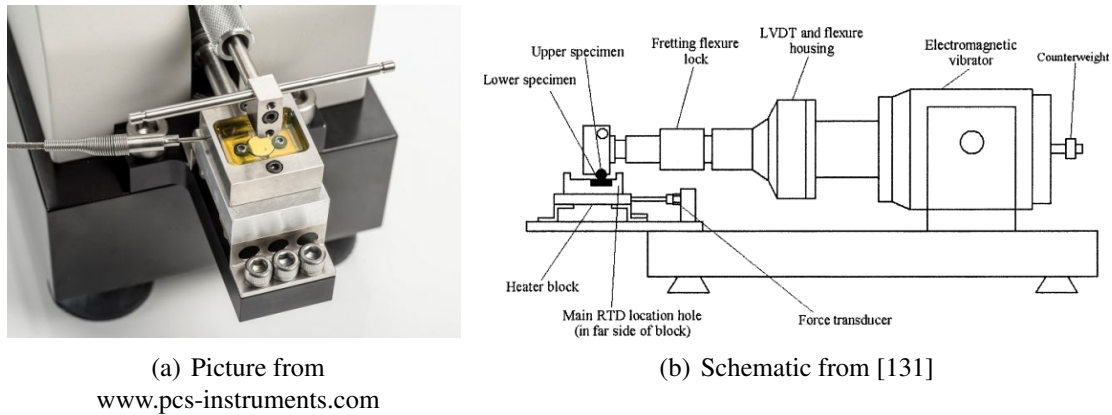 Upper specimen
Lower specimen
Fretting flexure
lock
LVDT and flexure
housing
Electromagnetic
vibrator
Counterweight
Heater block
Main RTD location hole
(in far side of block)
Force transducer
(a) Picture from
www.pcs-instruments.com
(b) Schematic from [131]